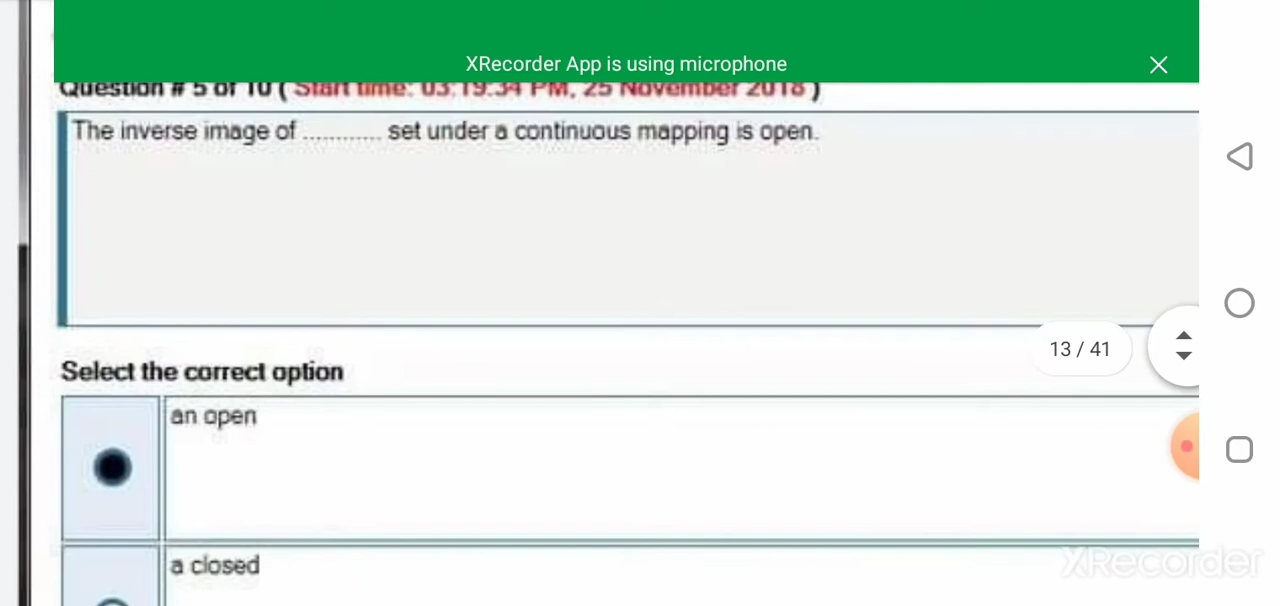 XRecorder App is using microphone
Question # 5 of 10 ( Start time: 03:19:34 PM, 25 November 2018 )
The inverse image of ............ set under a continuous mapping is open.
13 / 41
Select the correct option
an open
a closed
XRecorder